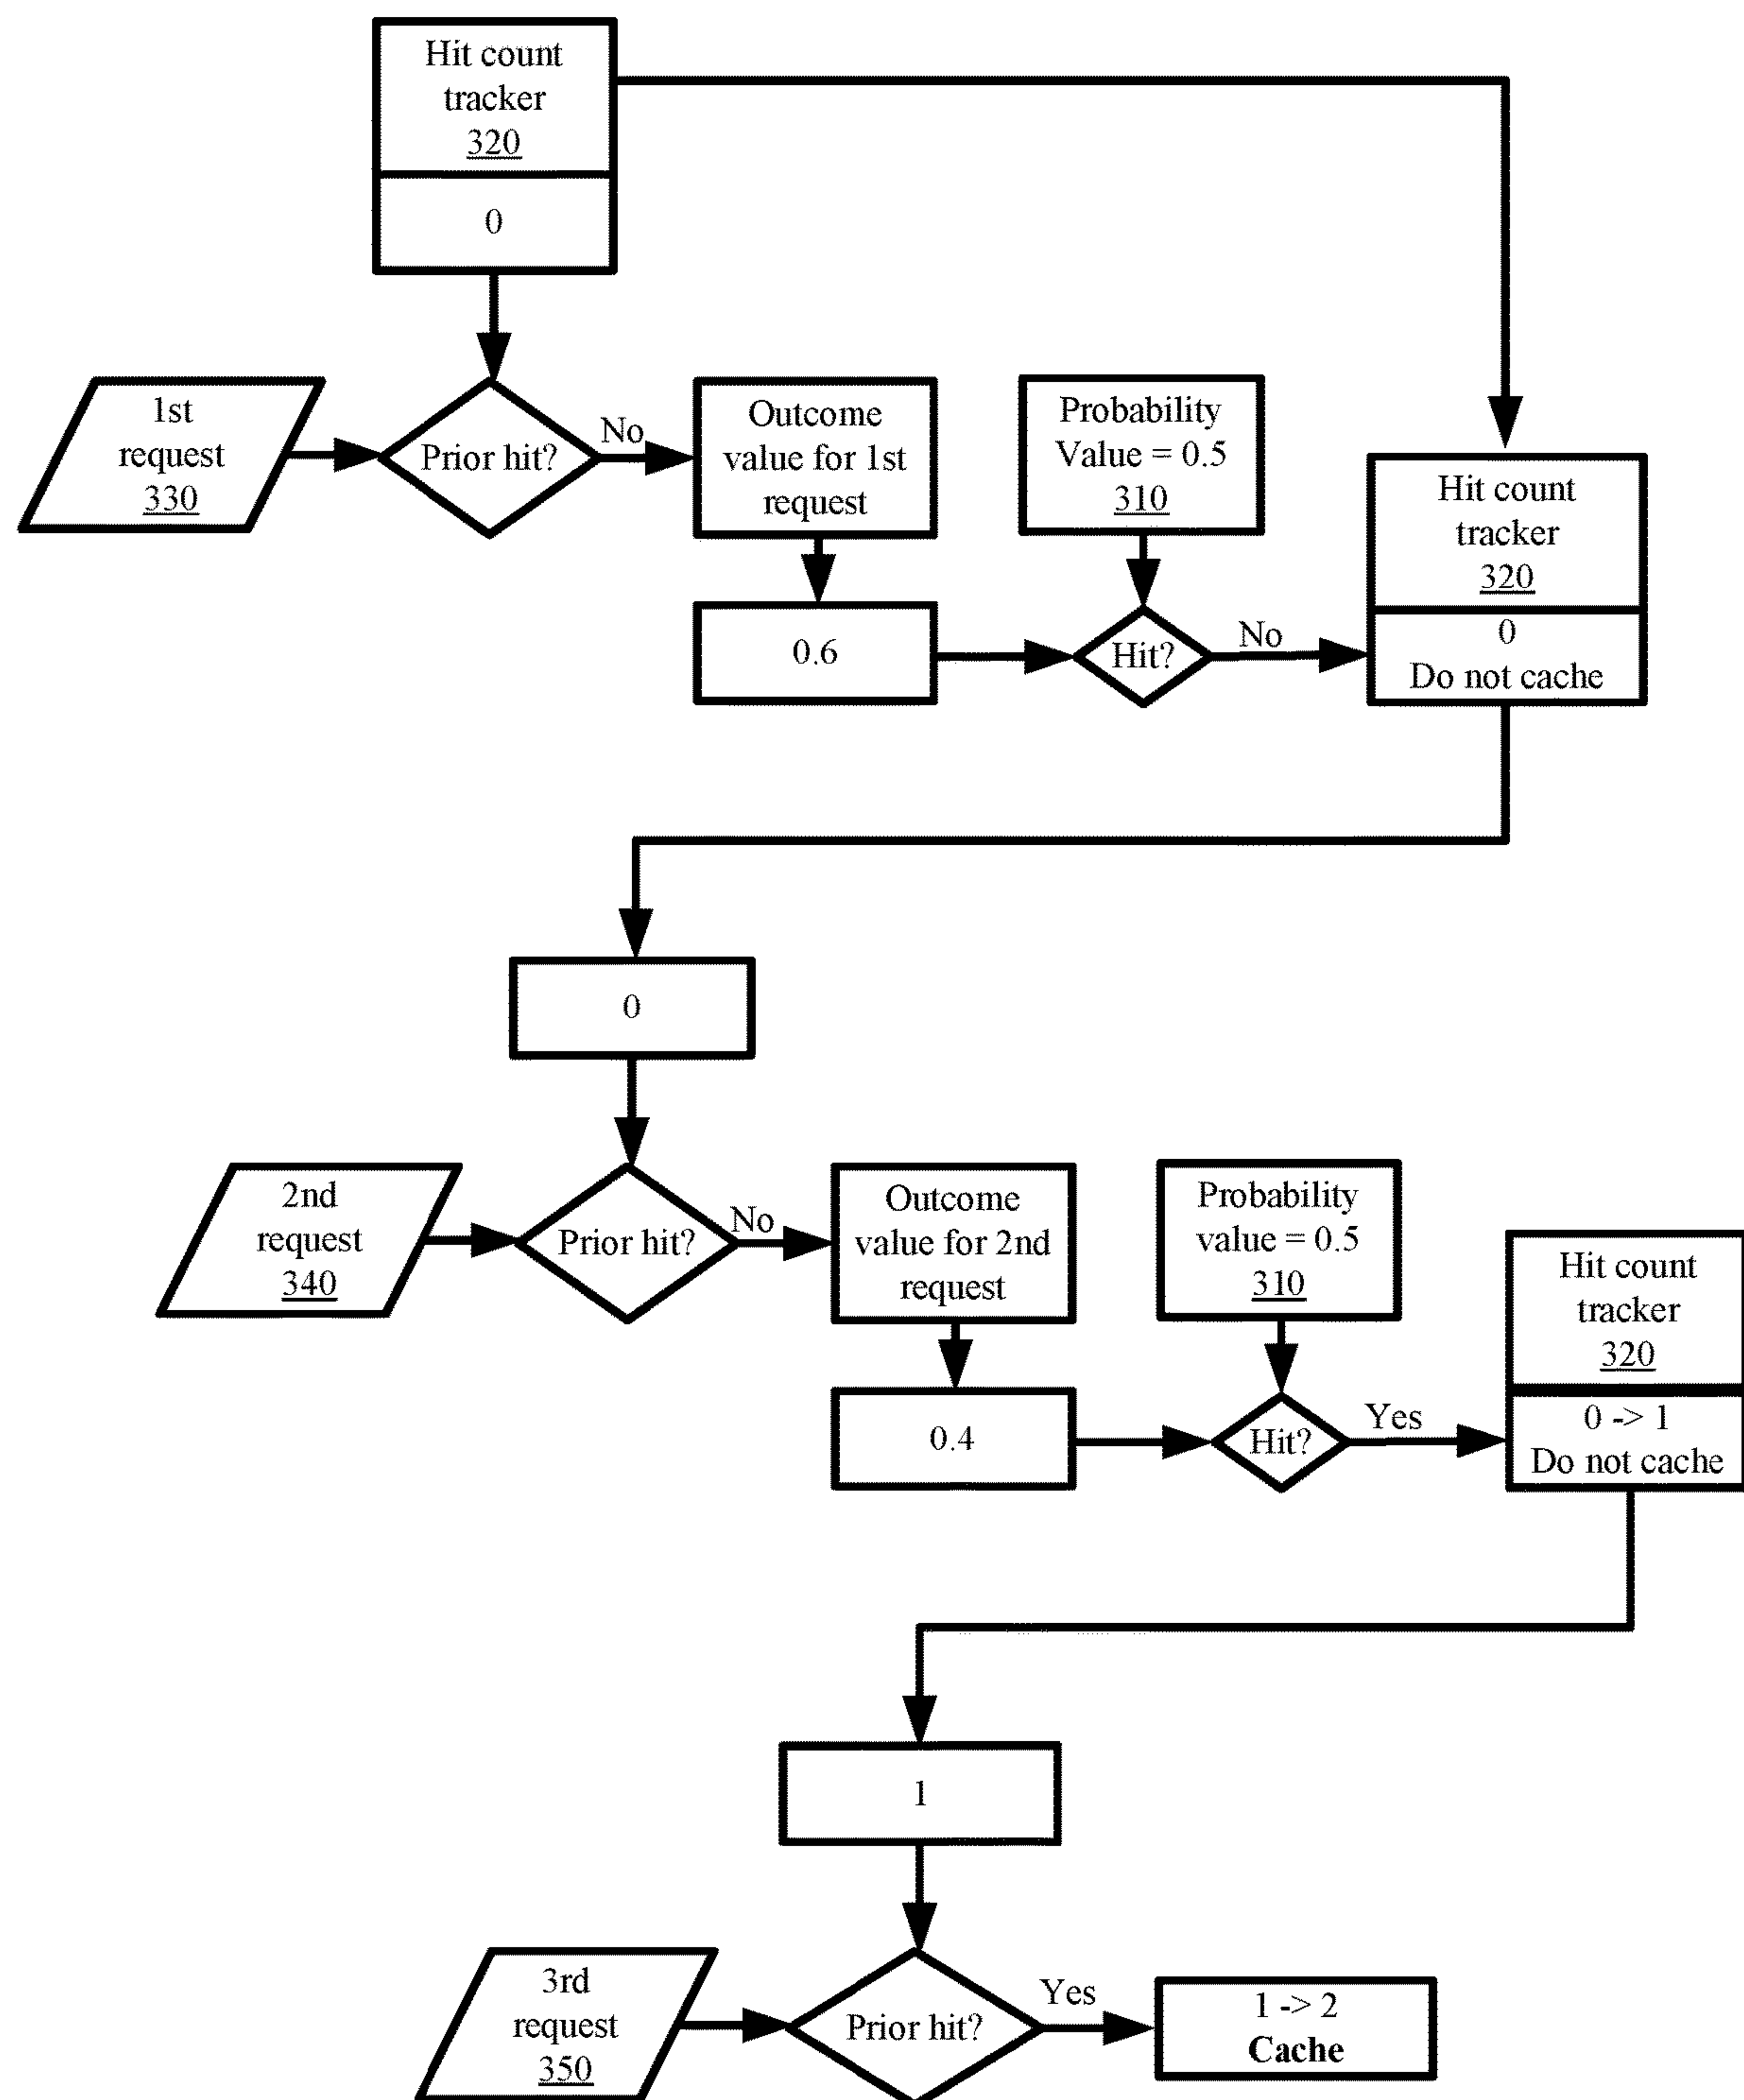 Hit count
tracker
320
0
1st
request
330
Prior hit?
No
Outcome
value for 1st
request
Probability
Value = 0.5
310
0.6
Hit?
No
Hit count
tracker
320
0
Do not cache
0
2nd
request
340
Prior hit?
No
Outcome
value for 2nd
request
Probability
value = 0.5
310
0.4
Hit?
Yes
Hit count
tracker
320
0 -> 1
Do not cache
1
3rd
request
350
Prior hit?
Yes
1 -> 2
Cache